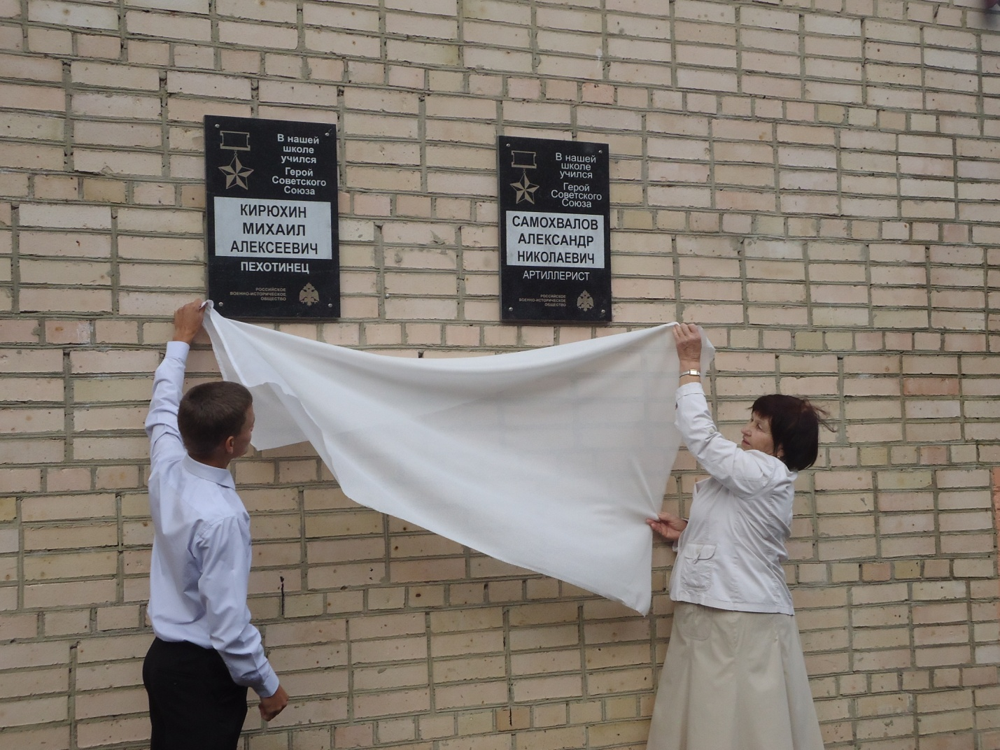 В нашей
школе
учился
Герой
Советского
Союза
КИРЮХИН
МИХАИЛ
АЛЕКСЕЕВИЧ
ПЕХОТИНЕЦ
РОССИЙСКОЕ
ВОЕННО-ИСТОРИЧЕСКОЕ
ОБЩЕСТВО
В нашей
школе
учился
Герой
Советского
Союза
САМОХВАЛОВ
АЛЕКСАНДР
НИКОЛАЕВИЧ
АРТИЛЛЕРИСТ
РОССИЙСКОЕ
ВОЕННО-ИСТОРИЧЕСКОЕ
ОБЩЕСТВО